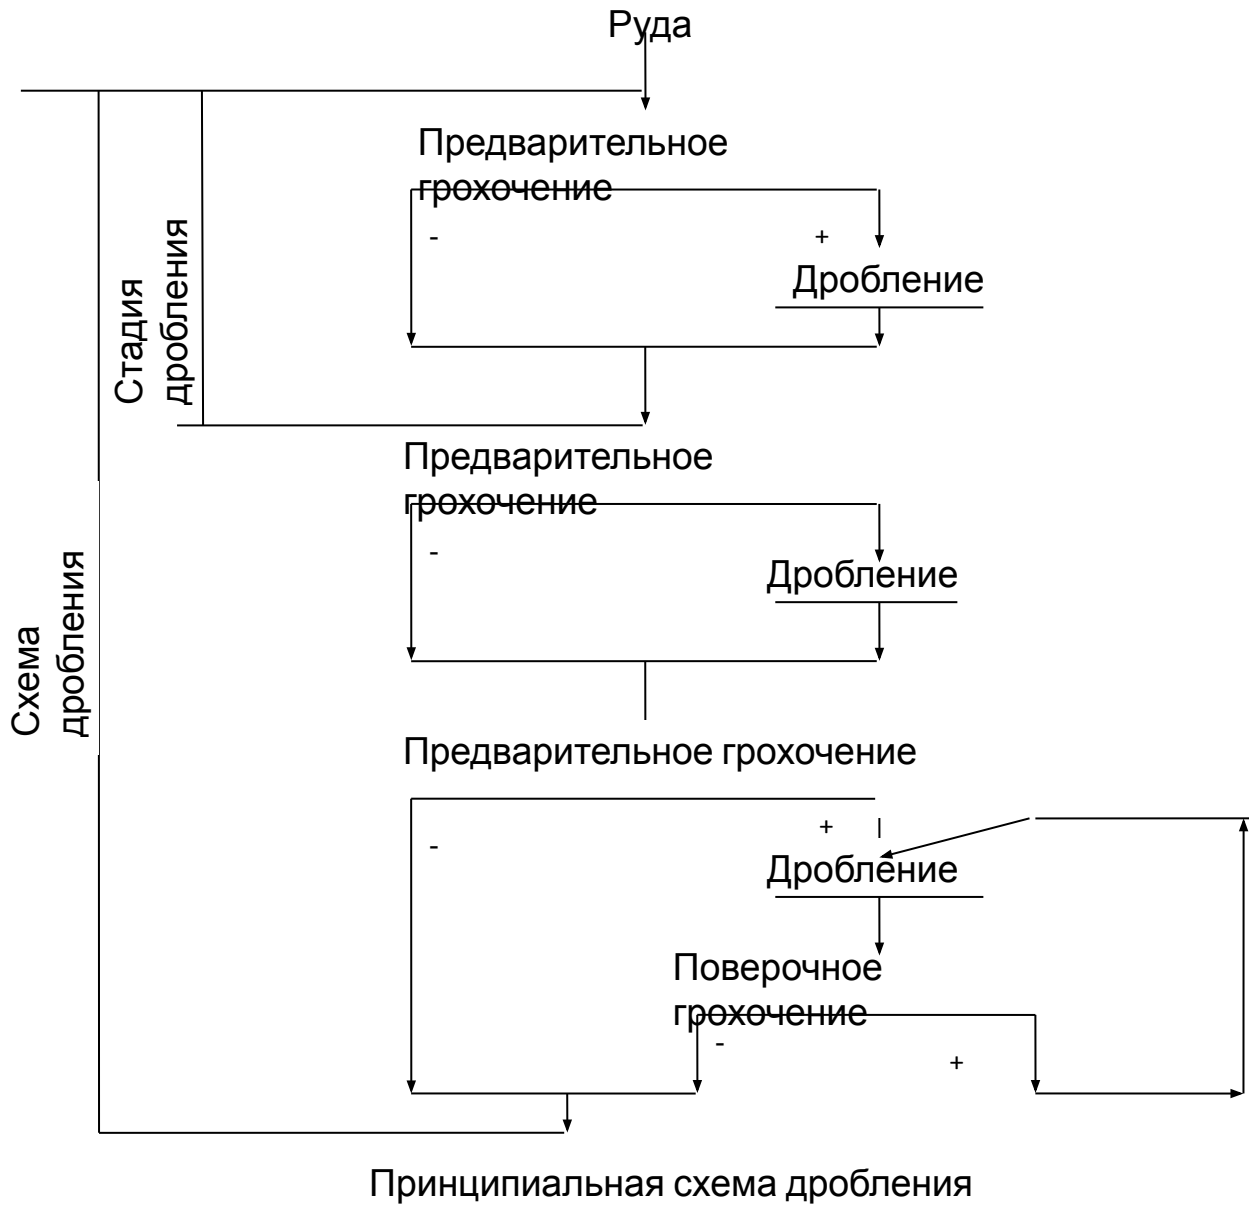 Руда
Предварительное
грохочение
-
+
Дробление
Стадия
дробления
Предварительное
грохочение
-
Дробление
Схема
дробления
Предварительное грохочение
-
+
Дробление
Поверочное
грохочение
-
+
Принципиальная схема дробления